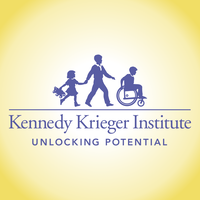 Kennedy Krieger Institute
UNLOCKING POTENTIAL